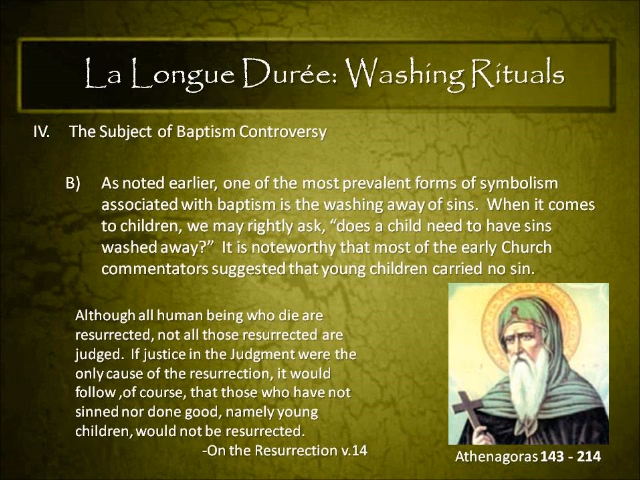 La Longue Durée: Washing Rituals
IV. The Subject of Baptism Controversy
B) As noted earlier, one of the most prevalent forms of symbolism
associated with baptism is the washing away of sins. When it comes
to children, we may rightly ask, “does a child need to have sins
washed away?” It is noteworthy that most of the early Church
commentators suggested that young children carried no sin.
Although all human being who die are
resurrected, not all those resurrected are
judged. If justice in the Judgment were the
only cause of the resurrection, it would
follow ,of course, that those who have not
sinned nor done good, namely young
children, would not be resurrected.
-On the Resurrection v.14
Athenagoras 143 - 214